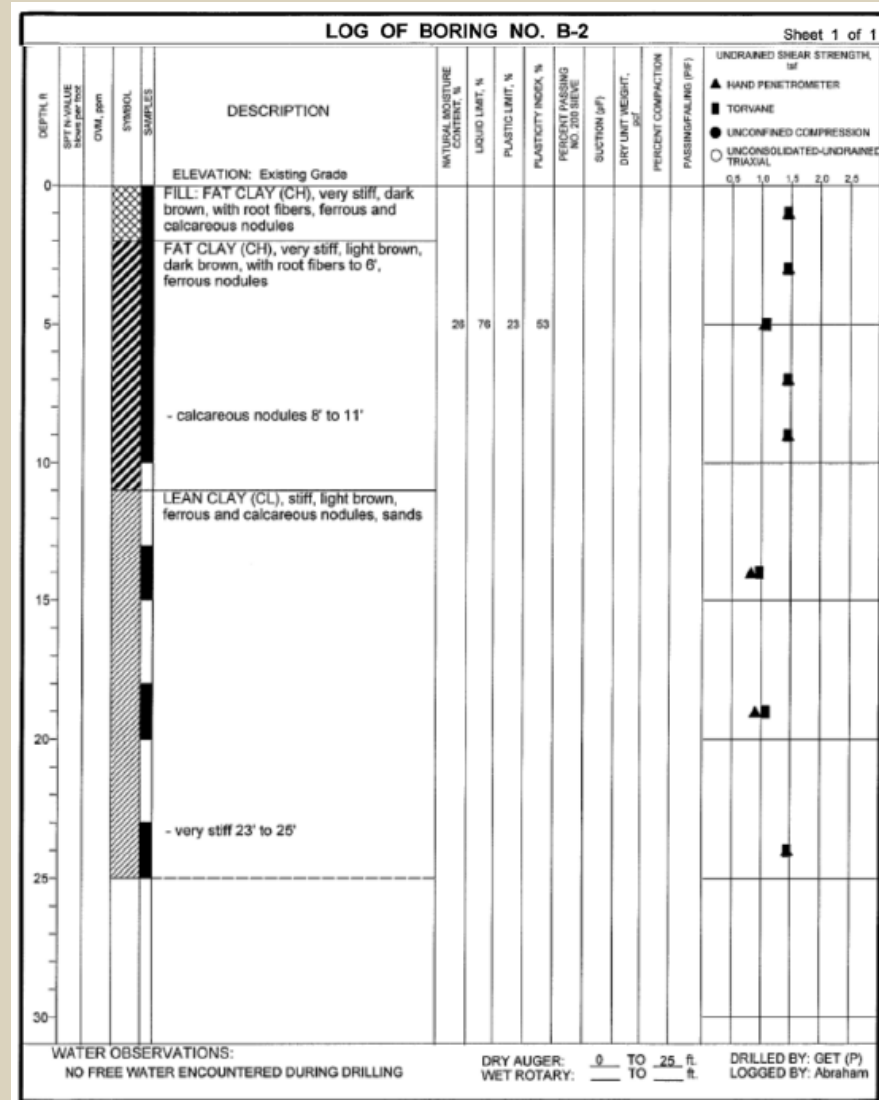 LOG OF BORING NO. B-2
Sheet 1 of 1
DEPTH, ft
SPT N-VALUE
blows per foot
OVM, ppm
SYMBOL
SAMPLES
DESCRIPTION
ELEVATION: Existing Grade
NATURAL MOISTURE
CONTENT, %
LIQUID LIMIT, %
PLASTIC LIMIT, %
PLASTICITY INDEX, %
PERCENT PASSING
NO. 200 SIEVE
SUCTION (pF)
DRY UNIT WEIGHT,
pcf
PERCENT COMPACTION
PASSING/FAILING (P/F)
UNDRAINED SHEAR STRENGTH,
tsf
HAND PENETROMETER
TORVANE
UNCONFINED COMPRESSION
UNCONSOLIDATED-UNDRAINED
TRIAXIAL
0,5 1,0 1,5 2,0 2,5
0
FILL: FAT CLAY (CH), very stiff, dark
brown, with root fibers, ferrous and
calcareous nodules
FAT CLAY (CH), very stiff, light brown,
dark brown, with root fibers to 6',
ferrous nodules
5
26 76 23 53
- calcareous nodules 8' to 11'
10
LEAN CLAY (CL), stiff, light brown,
ferrous and calcareous nodules, sands
15
20
- very stiff 23' to 25'
25
30
WATER OBSERVATIONS:
NO FREE WATER ENCOUNTERED DURING DRILLING
DRY AUGER: 0 TO 25 ft.
WET ROTARY: TO ft.
DRILLED BY: GET (P)
LOGGED BY: Abraham